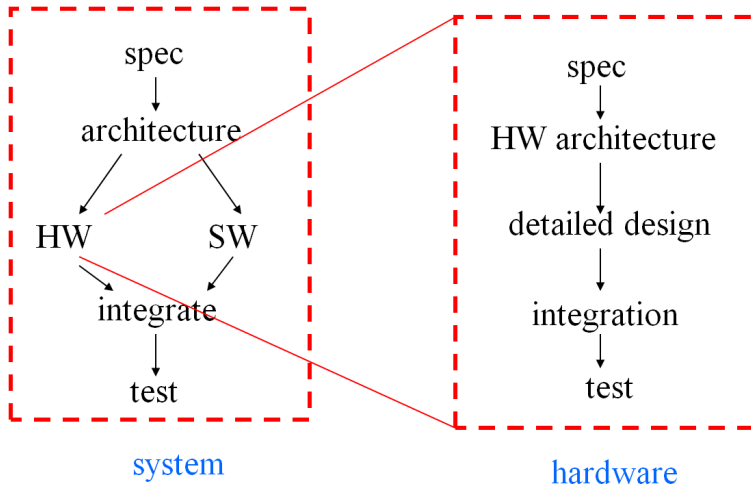 spec
architecture
HW SW
integrate
test
system
spec
HW architecture
detailed design
integration
test
hardware